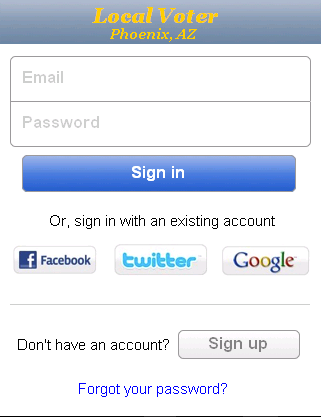 Local Voter
Phoenix, AZ
Email
Password
Sign in
Or, sign in with an existing account
Facebook twitter Google
Don't have an account? Sign up
Forgot your password?